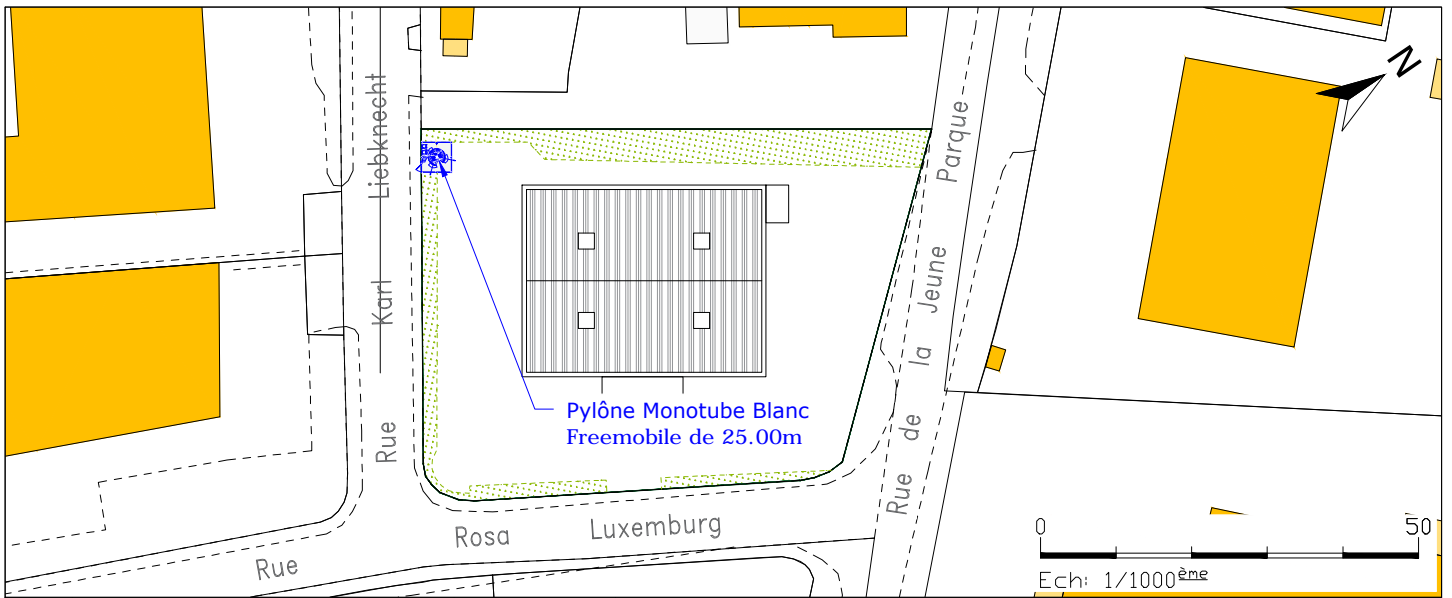 N
Rue Karl Liebknecht
Rue de la Jeune Parque
Pylône Monotube Blanc
Freemobile de 25.00m
Rue Rosa Luxemburg
0 50
Ech: 1/1000ème